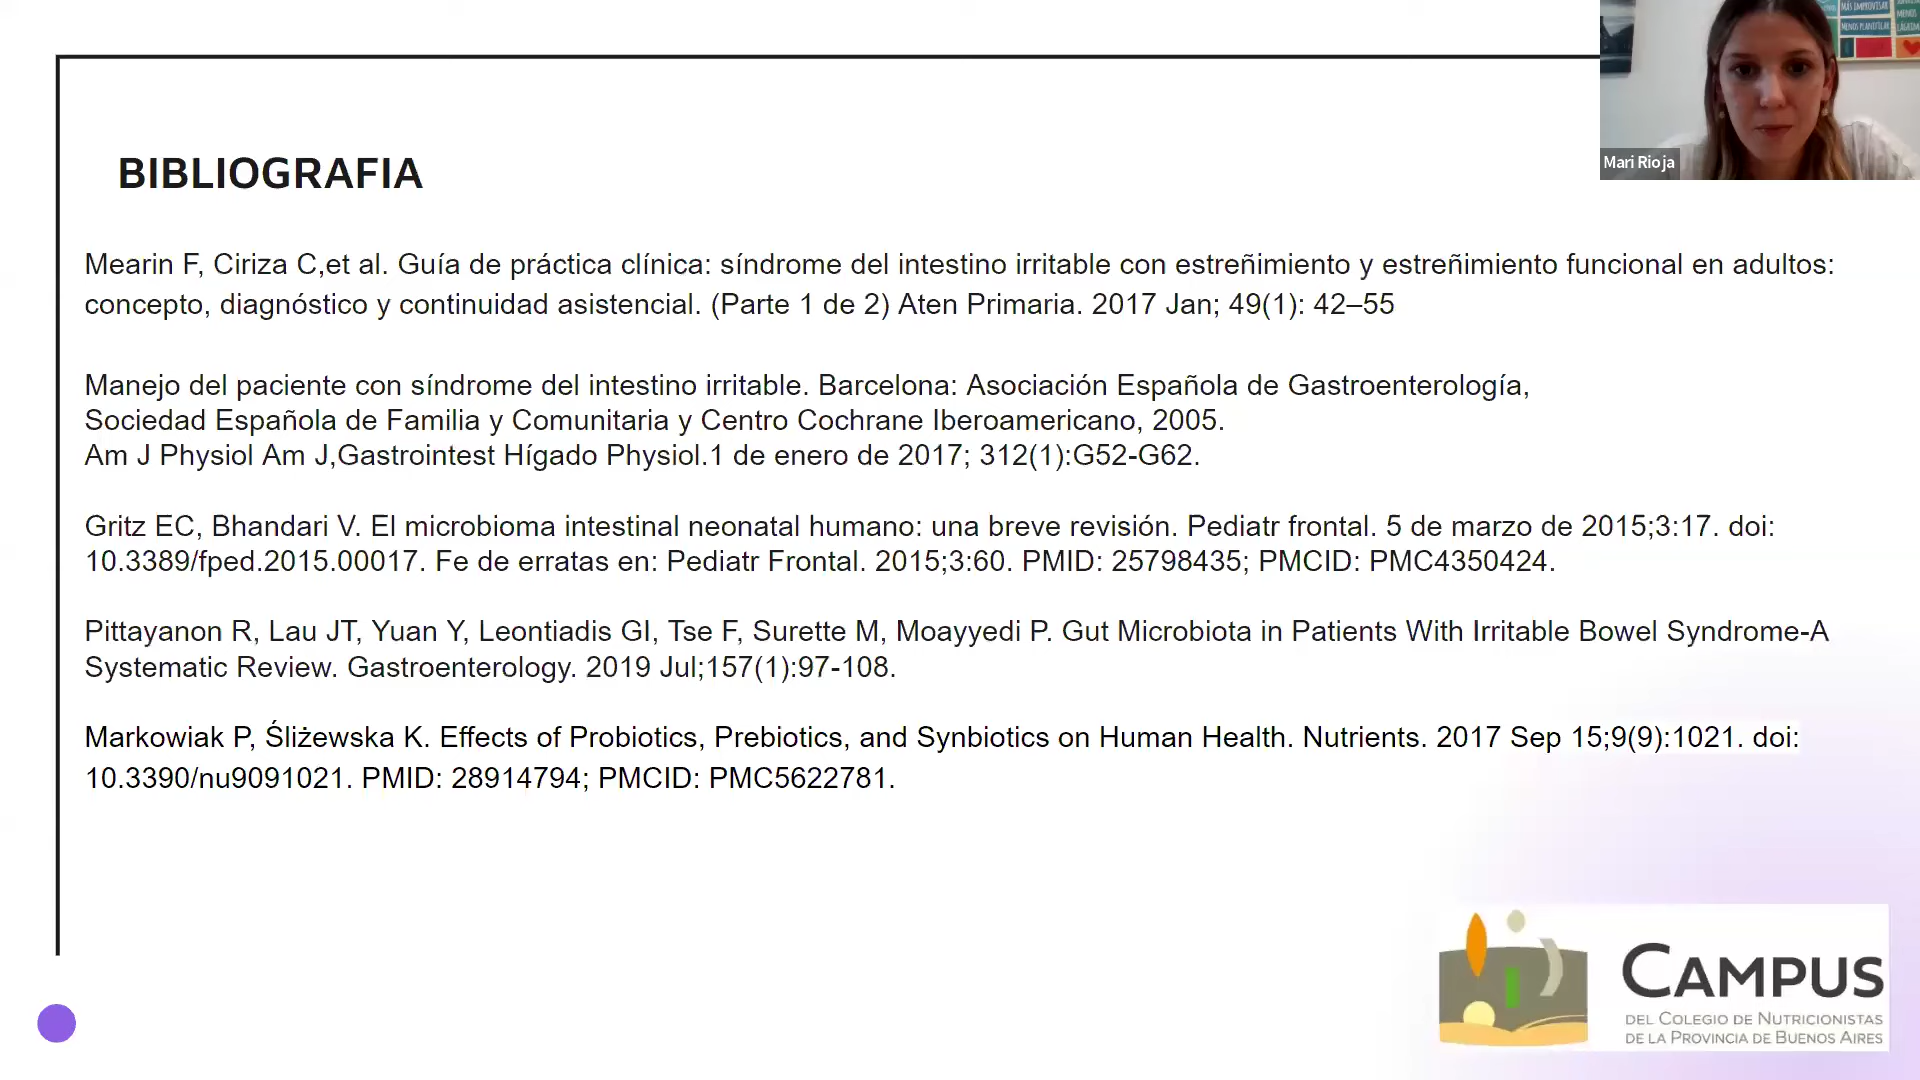 MÁS IMPROVISAR
MENOS PLANIFICAR
MENOS
Mari Rioja
BIBLIOGRAFIA
Mearin F, Ciriza C,et al. Guía de práctica clínica: síndrome del intestino irritable con estreñimiento y estreñimiento funcional en adultos:
concepto, diagnóstico y continuidad asistencial. (Parte 1 de 2) Aten Primaria. 2017 Jan; 49(1): 42–55
Manejo del paciente con síndrome del intestino irritable. Barcelona: Asociación Española de Gastroenterología,
Sociedad Española de Familia y Comunitaria y Centro Cochrane Iberoamericano, 2005.
Am J Physiol Am J,Gastrointest Hígado Physiol.1 de enero de 2017; 312(1):G52-G62.
Gritz EC, Bhandari V. El microbioma intestinal neonatal humano: una breve revisión. Pediatr frontal. 5 de marzo de 2015;3:17. doi:
10.3389/fped.2015.00017. Fe de erratas en: Pediatr Frontal. 2015;3:60. PMID: 25798435; PMCID: PMC4350424.
Pittayanon R, Lau JT, Yuan Y, Leontiadis GI, Tse F, Surette M, Moayyedi P. Gut Microbiota in Patients With Irritable Bowel Syndrome-A
Systematic Review. Gastroenterology. 2019 Jul;157(1):97-108.
Markowiak P, Śliżewska K. Effects of Probiotics, Prebiotics, and Synbiotics on Human Health. Nutrients. 2017 Sep 15;9(9):1021. doi:
10.3390/nu9091021. PMID: 28914794; PMCID: PMC5622781.
CAMPUS
DEL COLEGIO DE NUTRICIONISTAS
DE LA PROVINCIA DE BUENOS AIRES